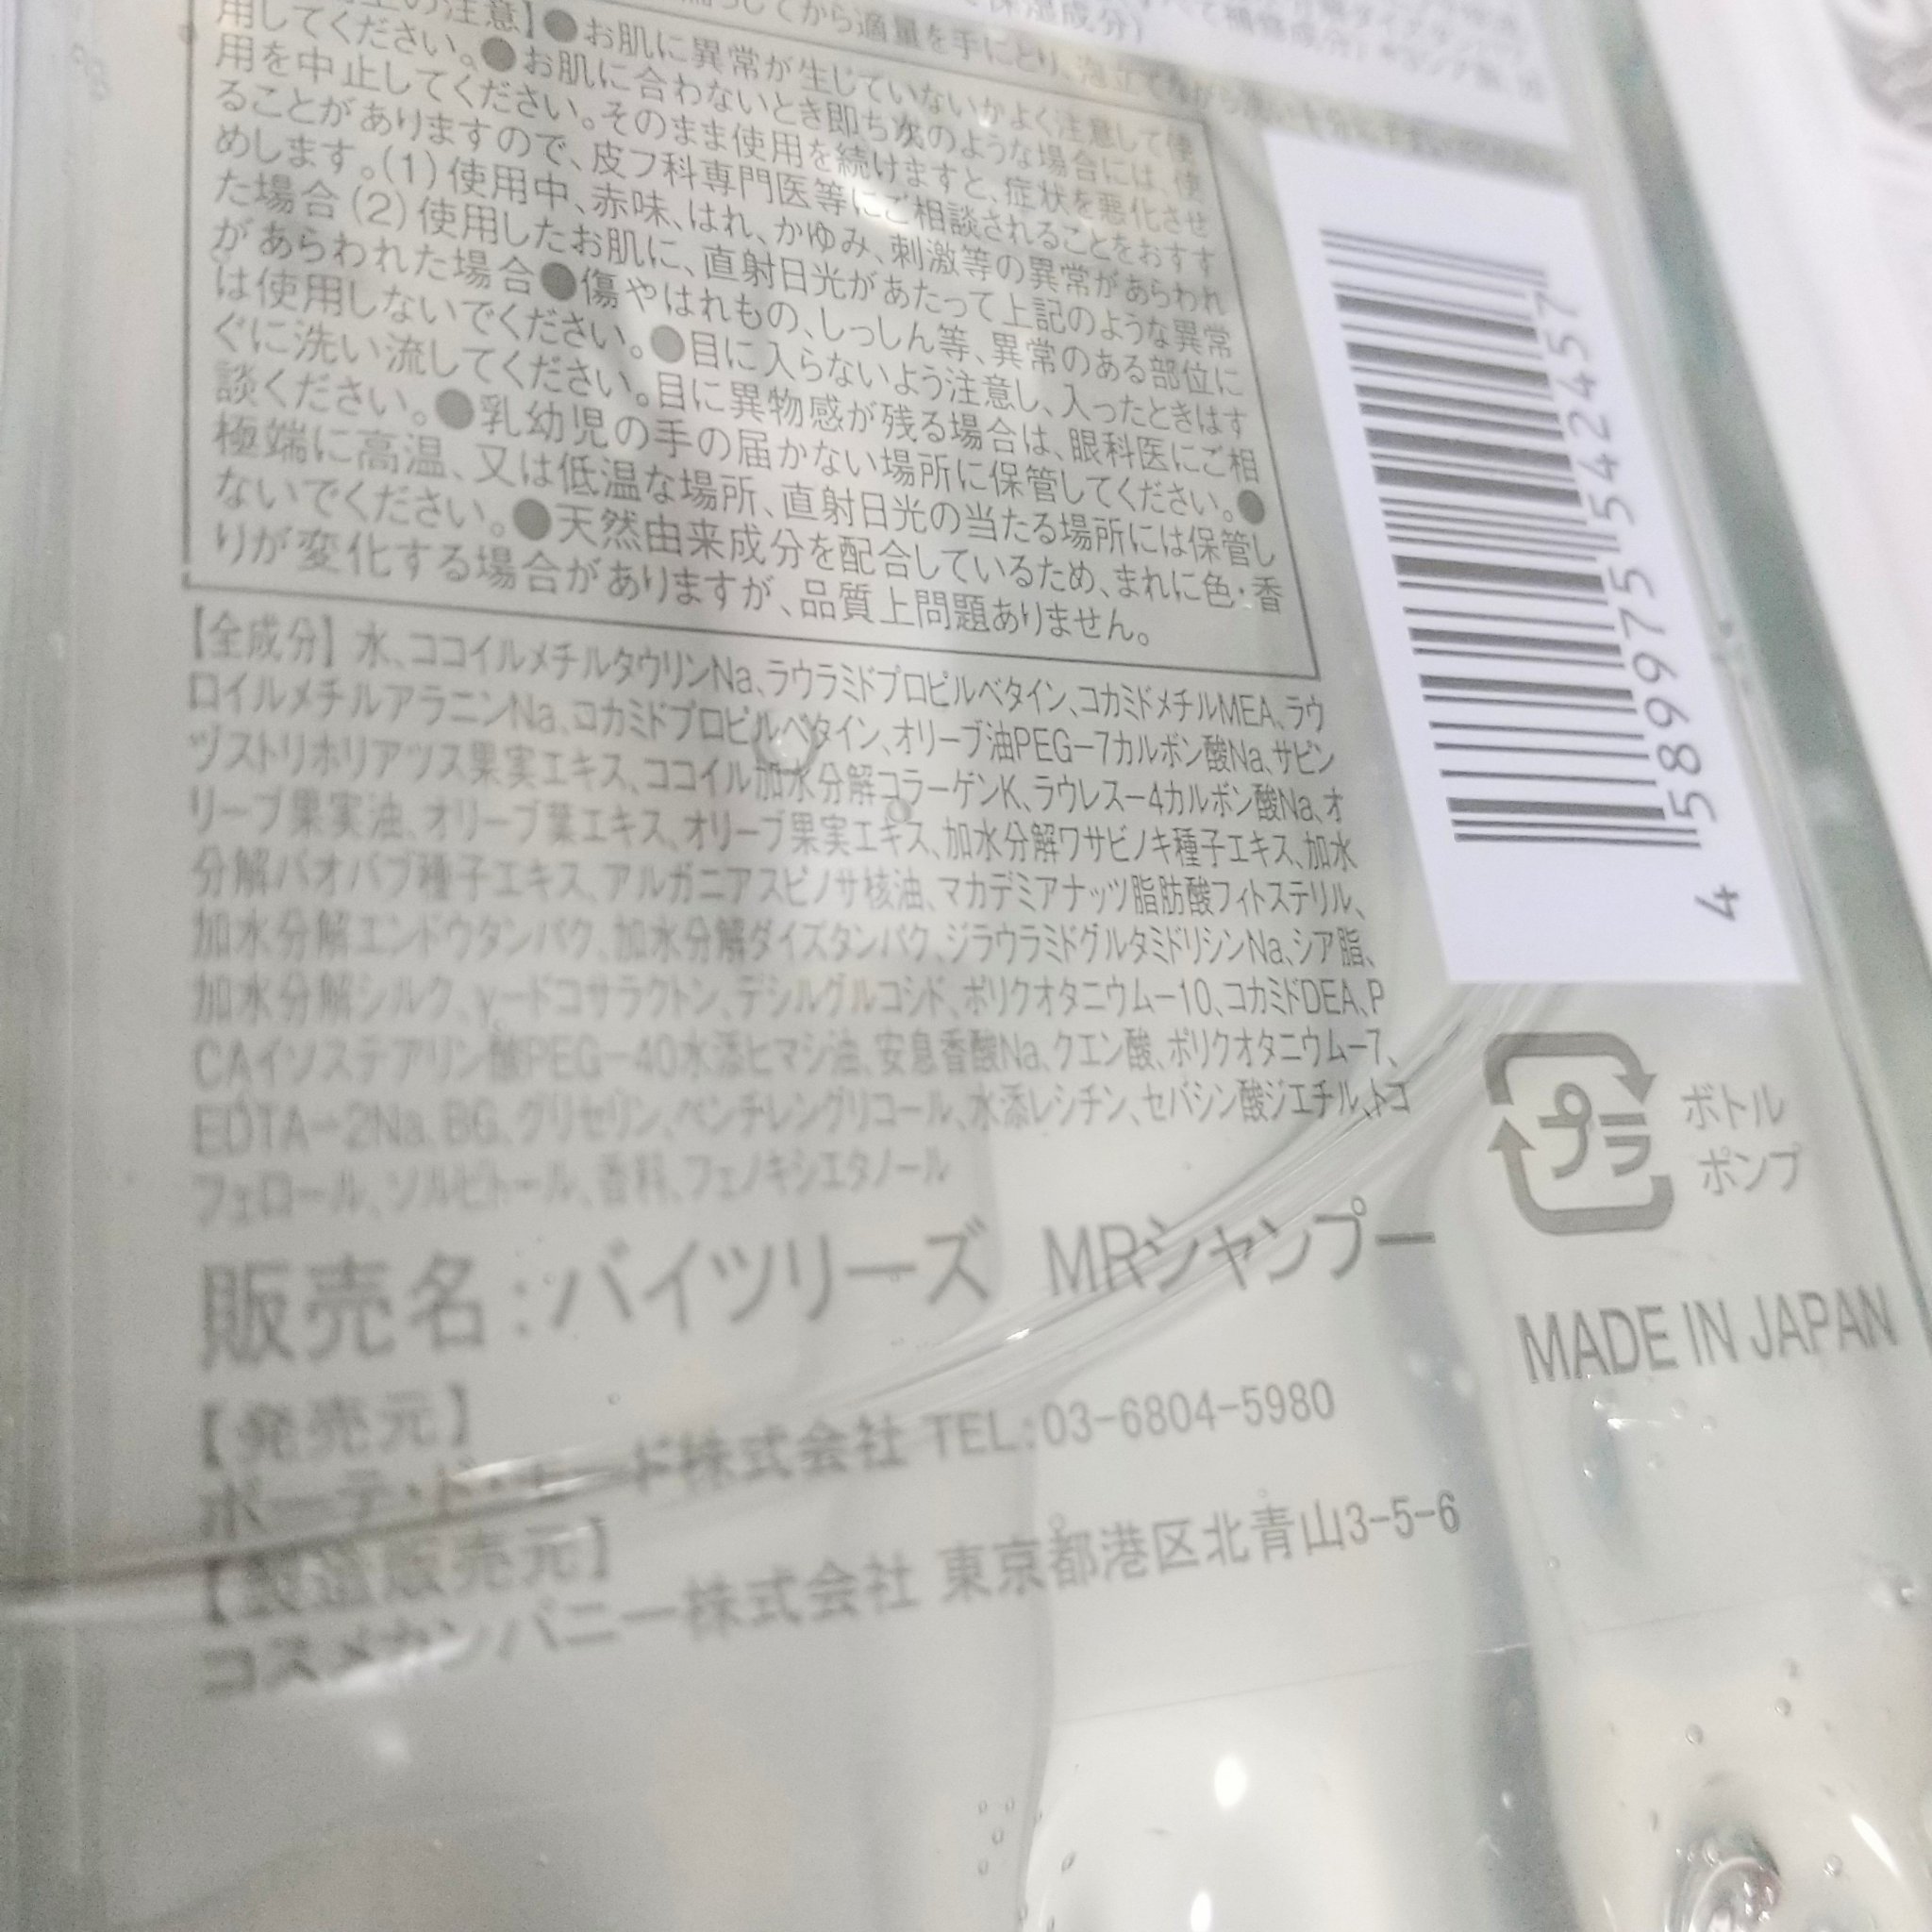 してから適量を手にとり、泡立てながら
の注意】●お肌に異常が生じていないかよく注意して使
用してください。●お肌に合わないとき即ち次のような場合には、使
用を中止してください。そのまま使用を続けますと、症状を悪化させ
ることがありますので、皮フ科専門医等にご相談されることをおすす
めします。(1)使用中、赤味、はれ、かゆみ、刺激等の異常があらわれ
た場合(2)使用したお肌に、直射日光があたって上記のような異常
があらわれた場合●傷やはれもの、しっしん等、異常のある部位に
は使用しないでください。●目に入らないよう注意し、入ったときはす
ぐに洗い流してください。目に異物感が残る場合は、眼科医にご相
談ください。●乳幼児の手の届かない場所に保管してください。●
極端に高温、又は低温な場所、直射日光の当たる場所には保管し
ないでください。●天然由来成分を配合しているため、まれに色・香
りが変化する場合がありますが、品質上問題ありません。
【全成分】水、ココイルメチルタウリンNa、ラウラミドプロピルベタイン、コカミドメチルMEA、ラウ
ロイルメチルアラニンNa、コカミドプロピルベタイン、オリーブ油PEG－7カルボン酸Na、サピン
ヅストリホリアツス果実エキス、ココイル加水分解コラーゲンK、ラウレス－4カルボン酸Na、オ
リーブ果実油、オリーブ葉エキス、オリーブ果実エキス、加水分解ワサビノキ種子エキス、加水
分解バオバブ種子エキス、アルガニアスピノサ核油、マカデミアナッツ脂肪酸フィトステリル、
加水分解エンドウタンパク、加水分解ダイズタンパク、ジラウラミドグルタミドリシンNa、シア脂、
加水分解シルク、γ－ドコサラクトン、デシルグルコシド、ポリクオタニウム－10、コカミドDEA、P
CAイソステアリン酸PEG－40水添ヒマシ油、安息香酸Na、クエン酸、ポリクオタニウム－7、
EDTA－2Na、BG、グリセリン、ペンチレングリコール、水添レシチン、セバシン酸ジエチル、トコ
フェロール、ソルビトール、香料、フェノキシエタノール
販売名：バイツリーズ MRシャンプー
【発売元】
ボーテ・ド・モード株式会社 TEL:03-6804-5980
【製造販売元】
コスメカンパニー株式会社 東京都港区北青山3-5-6
4 589975 542457
プラ
ボトル
ポンプ
MADE IN JAPAN